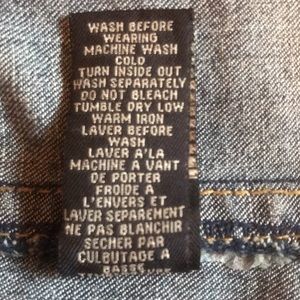 WASH BEFORE
WEARING
MACHINE WASH
COLD
TURN INSIDE OUT
WASH SEPARATELY
DO NOT BLEACH
TUMBLE DRY LOW
WARM IRON
LAVER BEFORE
WASH
LAVER A'LA
MACHINE A VANT
DE PORTER
FROIDE A
L'ENVERS ET
LAVER SEPAREMENT
NE PAS BLANCHIR
SECHER PAR
CULBUTAGE A
BASSE